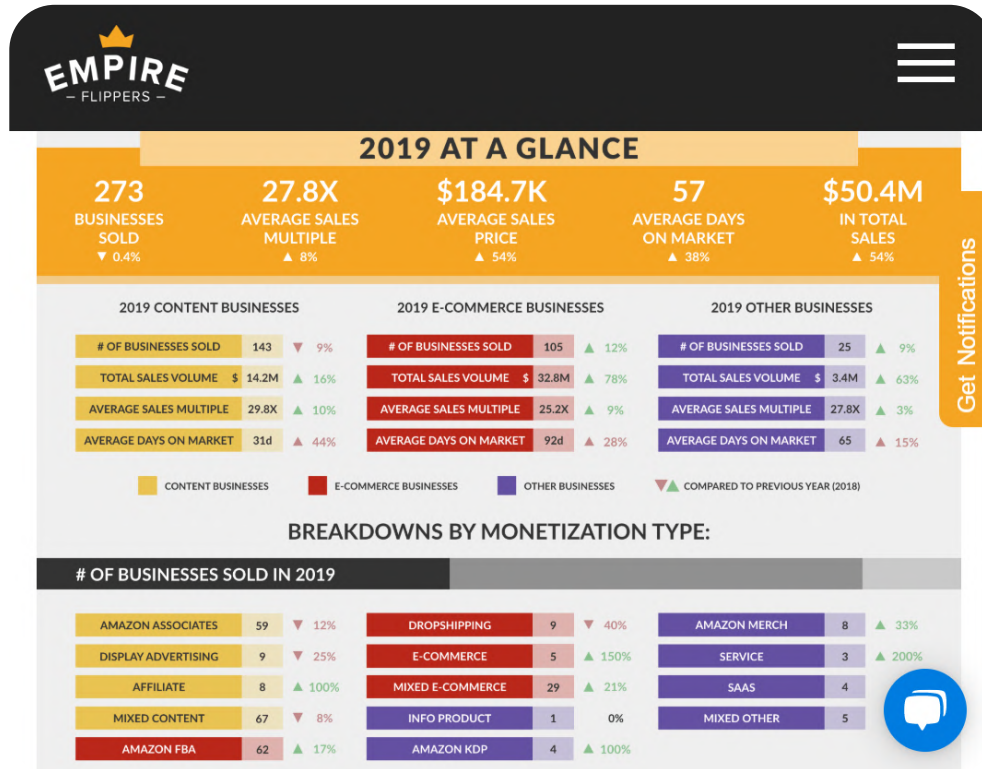 EMPIRE
– FLIPPERS –
2019 AT A GLANCE
273 27.8X $184.7K 57 $50.4M
BUSINESSES AVERAGE SALES AVERAGE SALES AVERAGE DAYS IN TOTAL
SOLD MULTIPLE PRICE ON MARKET SALES
▼ 0.4% ▲ 8% ▲ 54% ▲ 38% ▲ 54%
Get Notifications
2019 CONTENT BUSINESSES 2019 E-COMMERCE BUSINESSES 2019 OTHER BUSINESSES
# OF BUSINESSES SOLD 143 ▼ 9% # OF BUSINESSES SOLD 105 ▲ 12% # OF BUSINESSES SOLD 25 ▲ 9%
TOTAL SALES VOLUME $ 14.2M ▲ 16% TOTAL SALES VOLUME $ 32.8M ▲ 78% TOTAL SALES VOLUME $ 3.4M ▲ 63%
AVERAGE SALES MULTIPLE 29.8X ▲ 10% AVERAGE SALES MULTIPLE 25.2X ▲ 9% AVERAGE SALES MULTIPLE 27.8X ▲ 3%
AVERAGE DAYS ON MARKET 31d ▲ 44% AVERAGE DAYS ON MARKET 92d ▲ 28% AVERAGE DAYS ON MARKET 65 ▲ 15%
CONTENT BUSINESSES E-COMMERCE BUSINESSES OTHER BUSINESSES ▼▲ COMPARED TO PREVIOUS YEAR (2018)
BREAKDOWNS BY MONETIZATION TYPE:
# OF BUSINESSES SOLD IN 2019
AMAZON ASSOCIATES 59 ▼ 12% DROPSHIPPING 9 ▼ 40% AMAZON MERCH 8 ▲ 33%
DISPLAY ADVERTISING 9 ▼ 25% E-COMMERCE 5 ▲ 150% SERVICE 3 ▲ 200%
AFFILIATE 8 ▲ 100% MIXED E-COMMERCE 29 ▲ 21% SAAS 4
MIXED CONTENT 67 ▼ 8% INFO PRODUCT 1 0% MIXED OTHER 5
AMAZON FBA 62 ▲ 17% AMAZON KDP 4 ▲ 100%